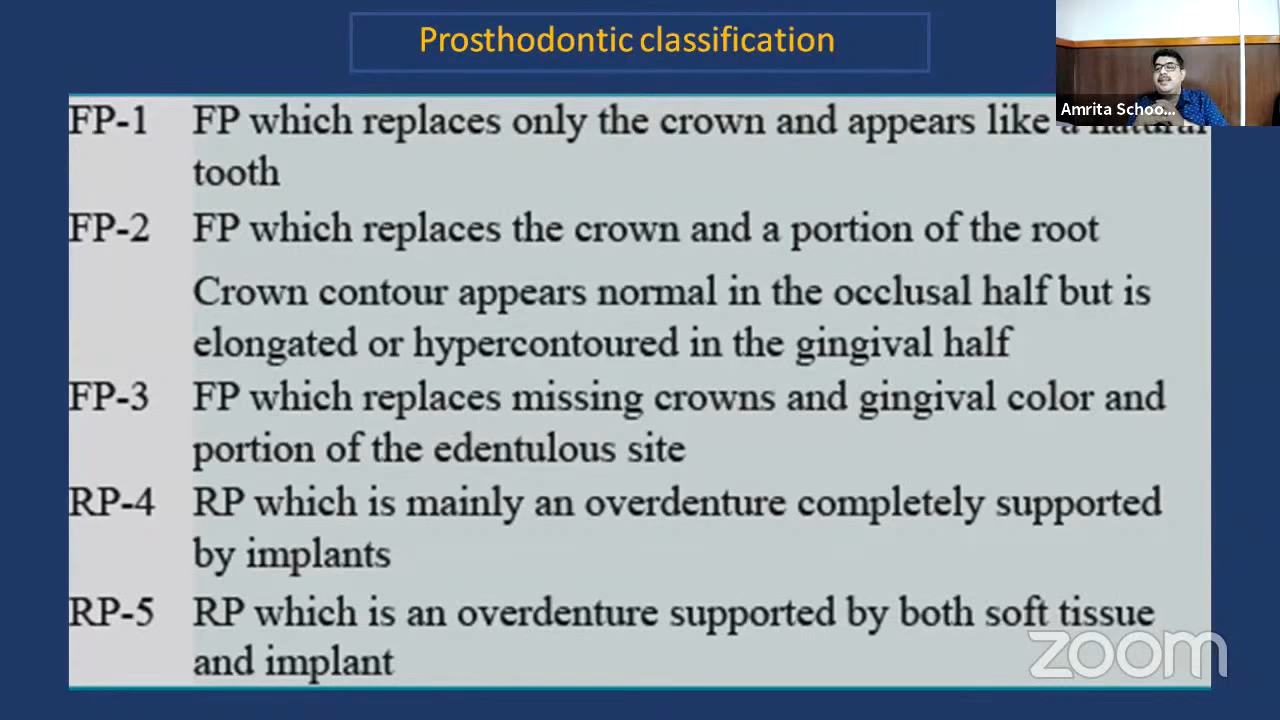 Prosthodontic classification
Amrita Schoo...
FP-1 FP which replaces only the crown and appears like a natural
tooth
FP-2 FP which replaces the crown and a portion of the root
Crown contour appears normal in the occlusal half but is
elongated or hypercontoured in the gingival half
FP-3 FP which replaces missing crowns and gingival color and
portion of the edentulous site
RP-4 RP which is mainly an overdenture completely supported
by implants
RP-5 RP which is an overdenture supported by both soft tissue
and implant
zoom